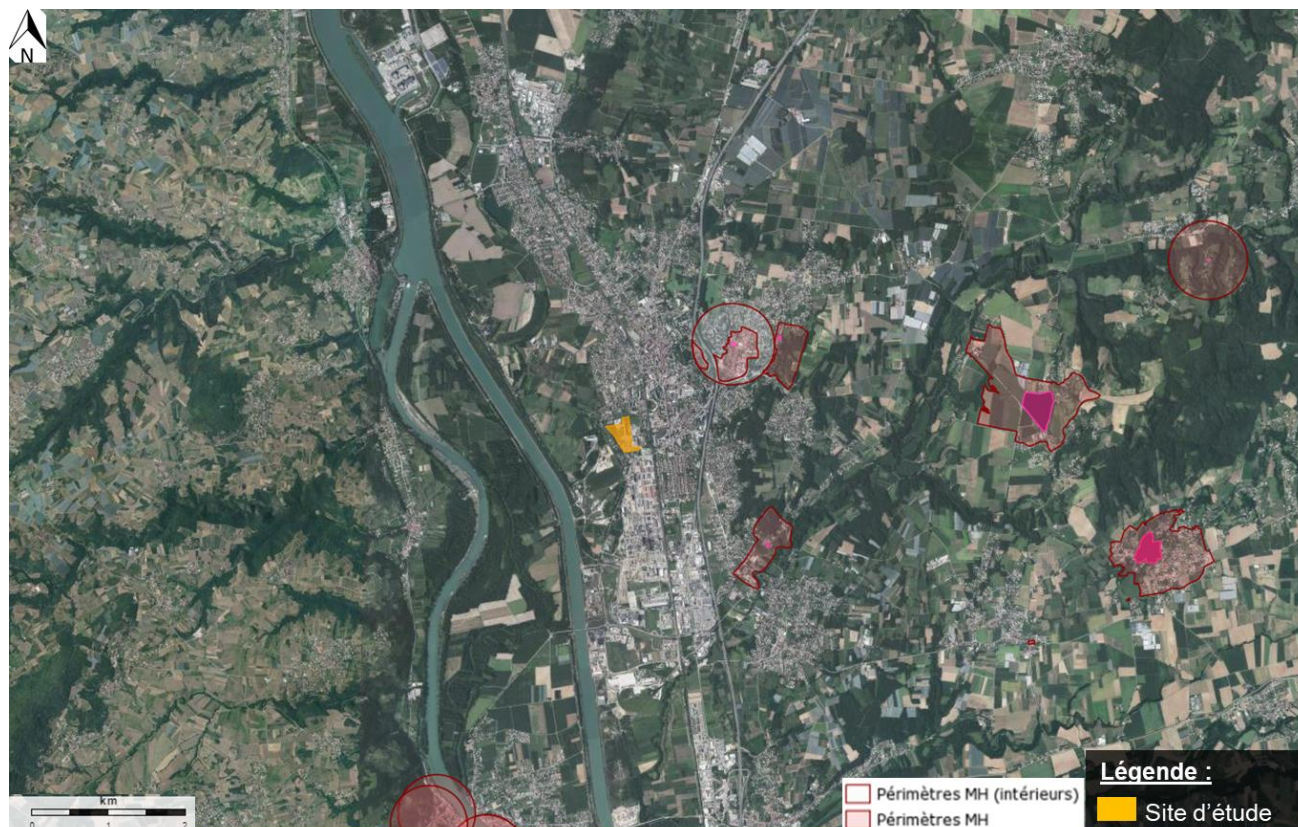 N
km
0 1 2
Périmètres MH (intérieurs)
Périmètres MH
Légende :
Site d'étude